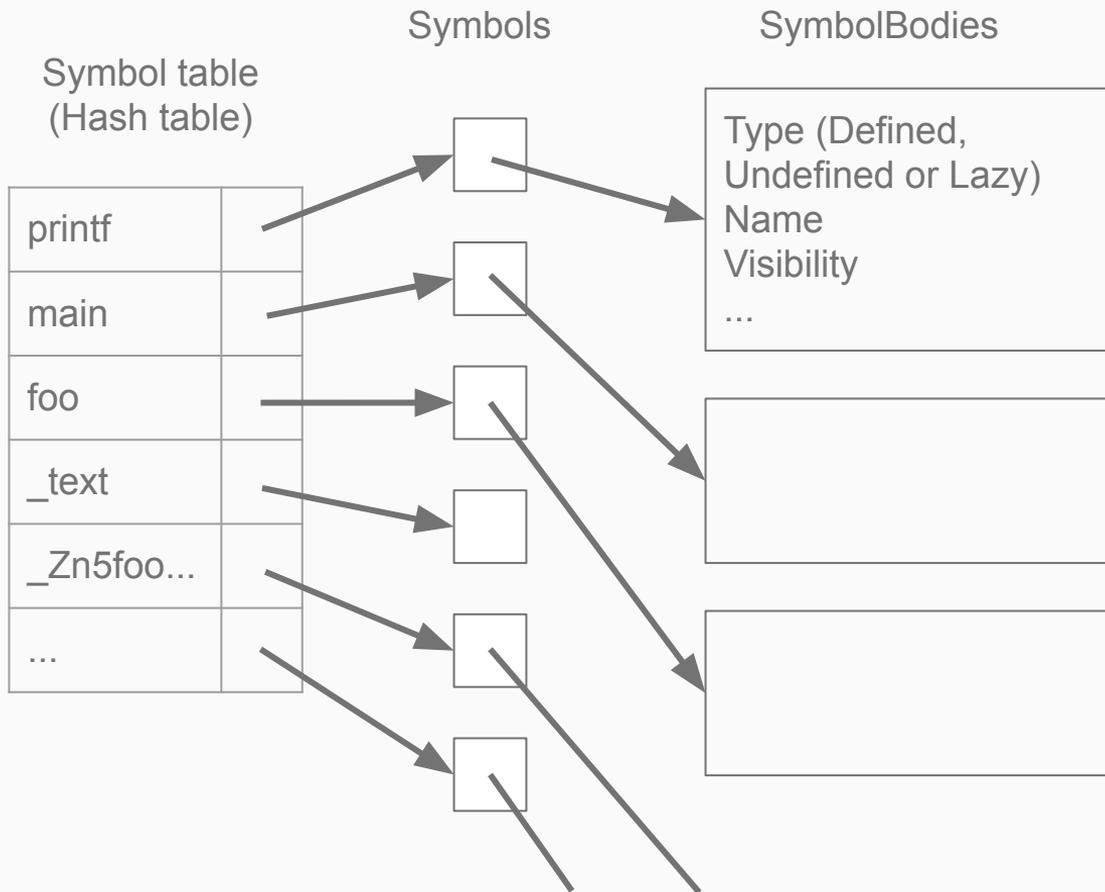 Symbols
SymbolBodies
Symbol table
(Hash table)
printf
main
foo
_text
_Zn5foo...
...
Type (Defined,
Undefined or Lazy)
Name
Visibility
...